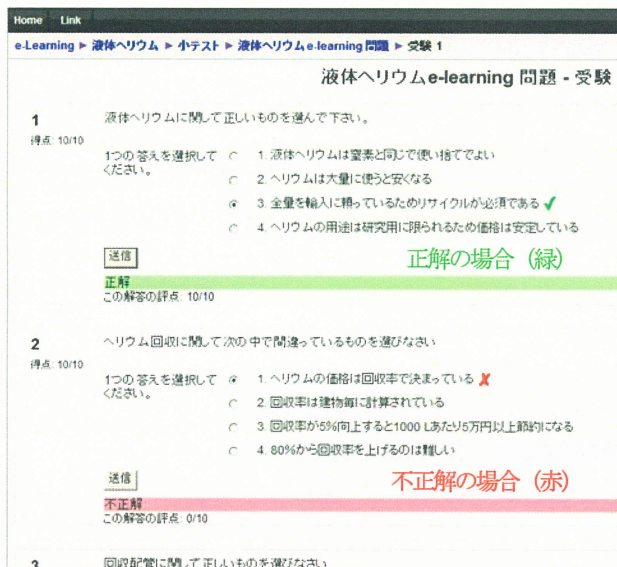 Home Link
e-Learning ► 液体ヘリウム ► 小テスト ► 液体ヘリウムe-learning問題 ► 受験 1
液体ヘリウムe-learning 問題 - 受験
1
液体ヘリウムに関して正しいものを選んで下さい。
得点: 10/10
1つの答えを選択してください。
1. 液体ヘリウムは窒素と同じで使い捨てでよい
2. ヘリウムは大量に使うと安くなる
3. 全量を輸入に頼っているためリサイクルが必須である
4. ヘリウムの用途は研究用に限られるため価格は安定している
送信
正解の場合（緑）
正解
この解答の評点: 10/10
2
ヘリウム回収に関して次の中で間違っているものを選びなさい
得点: 10/10
1つの答えを選択してください。
1. ヘリウムの価格は回収率で決まっている
2. 回収率は建物毎に計算されている
3. 回収率が5%向上すると1000 Lあたり5万円以上節約になる
4. 80%から回収率を上げるのは難しい
送信
不正解の場合（赤）
不正解
この解答の評点: 0/10
3
回収配管に関して正しいものを選びなさい